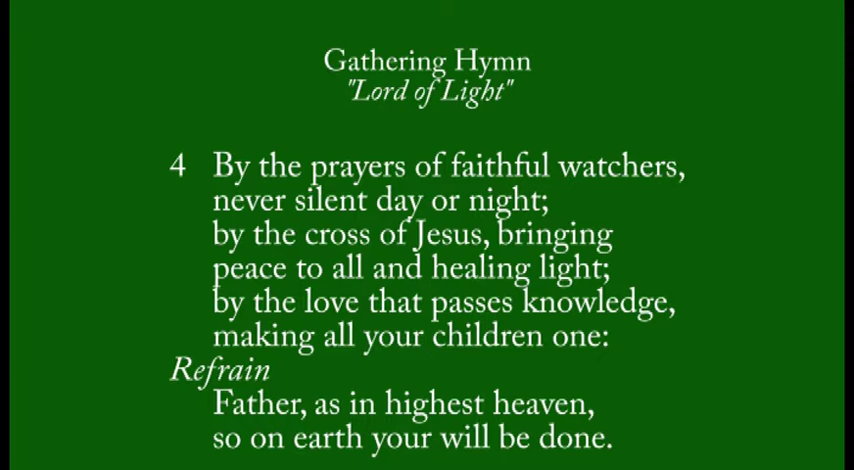 Gathering Hymn
"Lord of Light"
4 By the prayers of faithful watchers,
never silent day or night;
by the cross of Jesus, bringing
peace to all and healing light;
by the love that passes knowledge,
making all your children one:
Refrain
Father, as in highest heaven,
so on earth your will be done.